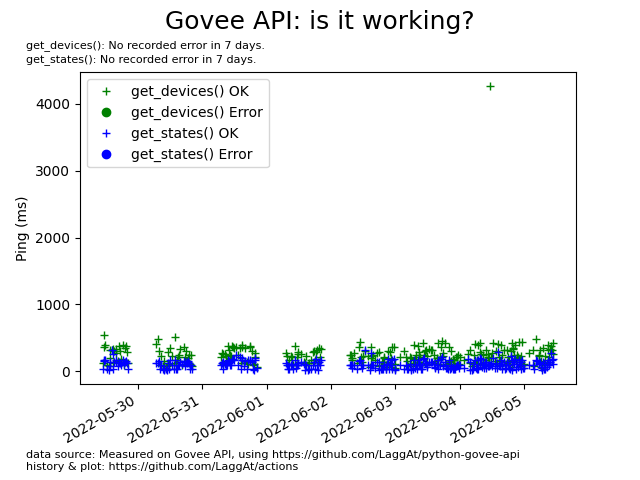 Govee API: is it working?
get_devices(): No recorded error in 7 days.
get_states(): No recorded error in 7 days.
get_devices() OK
get_devices() Error
get_states() OK
get_states() Error
Ping (ms)
4000
3000
2000
1000
0
2022-05-30
2022-05-31
2022-06-01
2022-06-02
2022-06-03
2022-06-04
2022-06-05
data source: Measured on Govee API, using https://github.com/LaggAt/python-govee-api
history & plot: https://github.com/LaggAt/actions